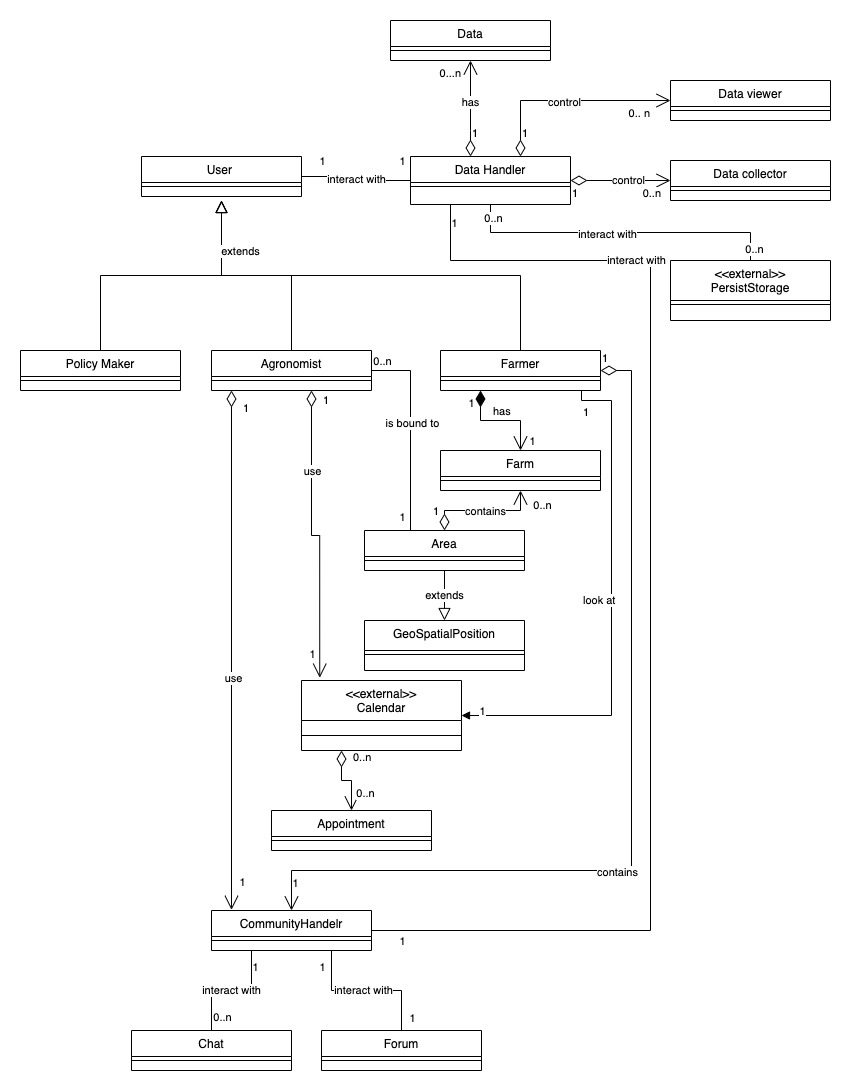 Data
0...n
has
1
1
control
0.. n
Data viewer
User
1
interact with
1
Data Handler
1
control
0..n
Data collector
1
0..n
interact with
0..n
interact with
<<external>>
PersistStorage
extends
Policy Maker
Agronomist
0..n
Farmer
1
1
1
is bound to
1
has
1
1
Farm
use
1
contains
0..n
1
Area
extends
look at
GeoSpatialPosition
1
use
<<external>>
Calendar
1
0..n
0..n
Appointment
contains
1
1
CommunityHandelr
1
1
1
interact with
interact with
0..n
1
Chat
Forum